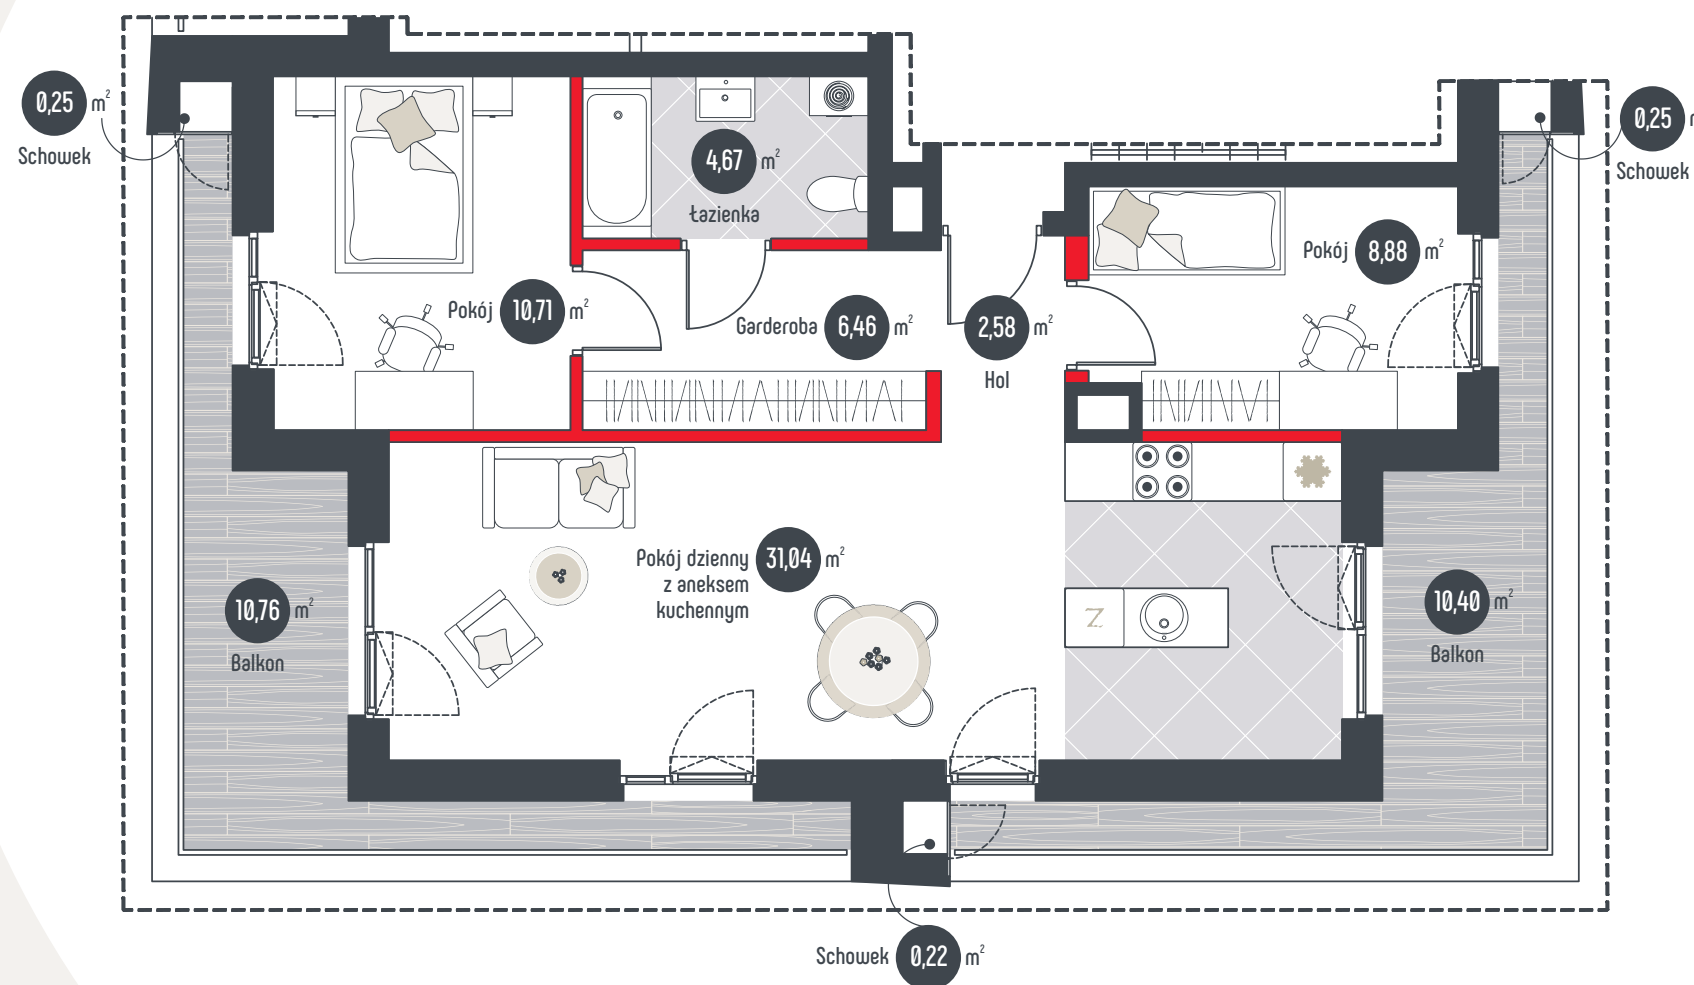 0,25 m²
Schowek
0,25
Schowek
4,67 m²
Łazienka
Pokój 10,71 m²
Garderoba 6,46 m²
2,58 m²
Hol
Pokój 8,88 m²
Pokój dzienny 31,04 m²
z aneksem
kuchennym
Z
10,76 m²
Balkon
10,40 m²
Balkon
Schowek 0,22 m²